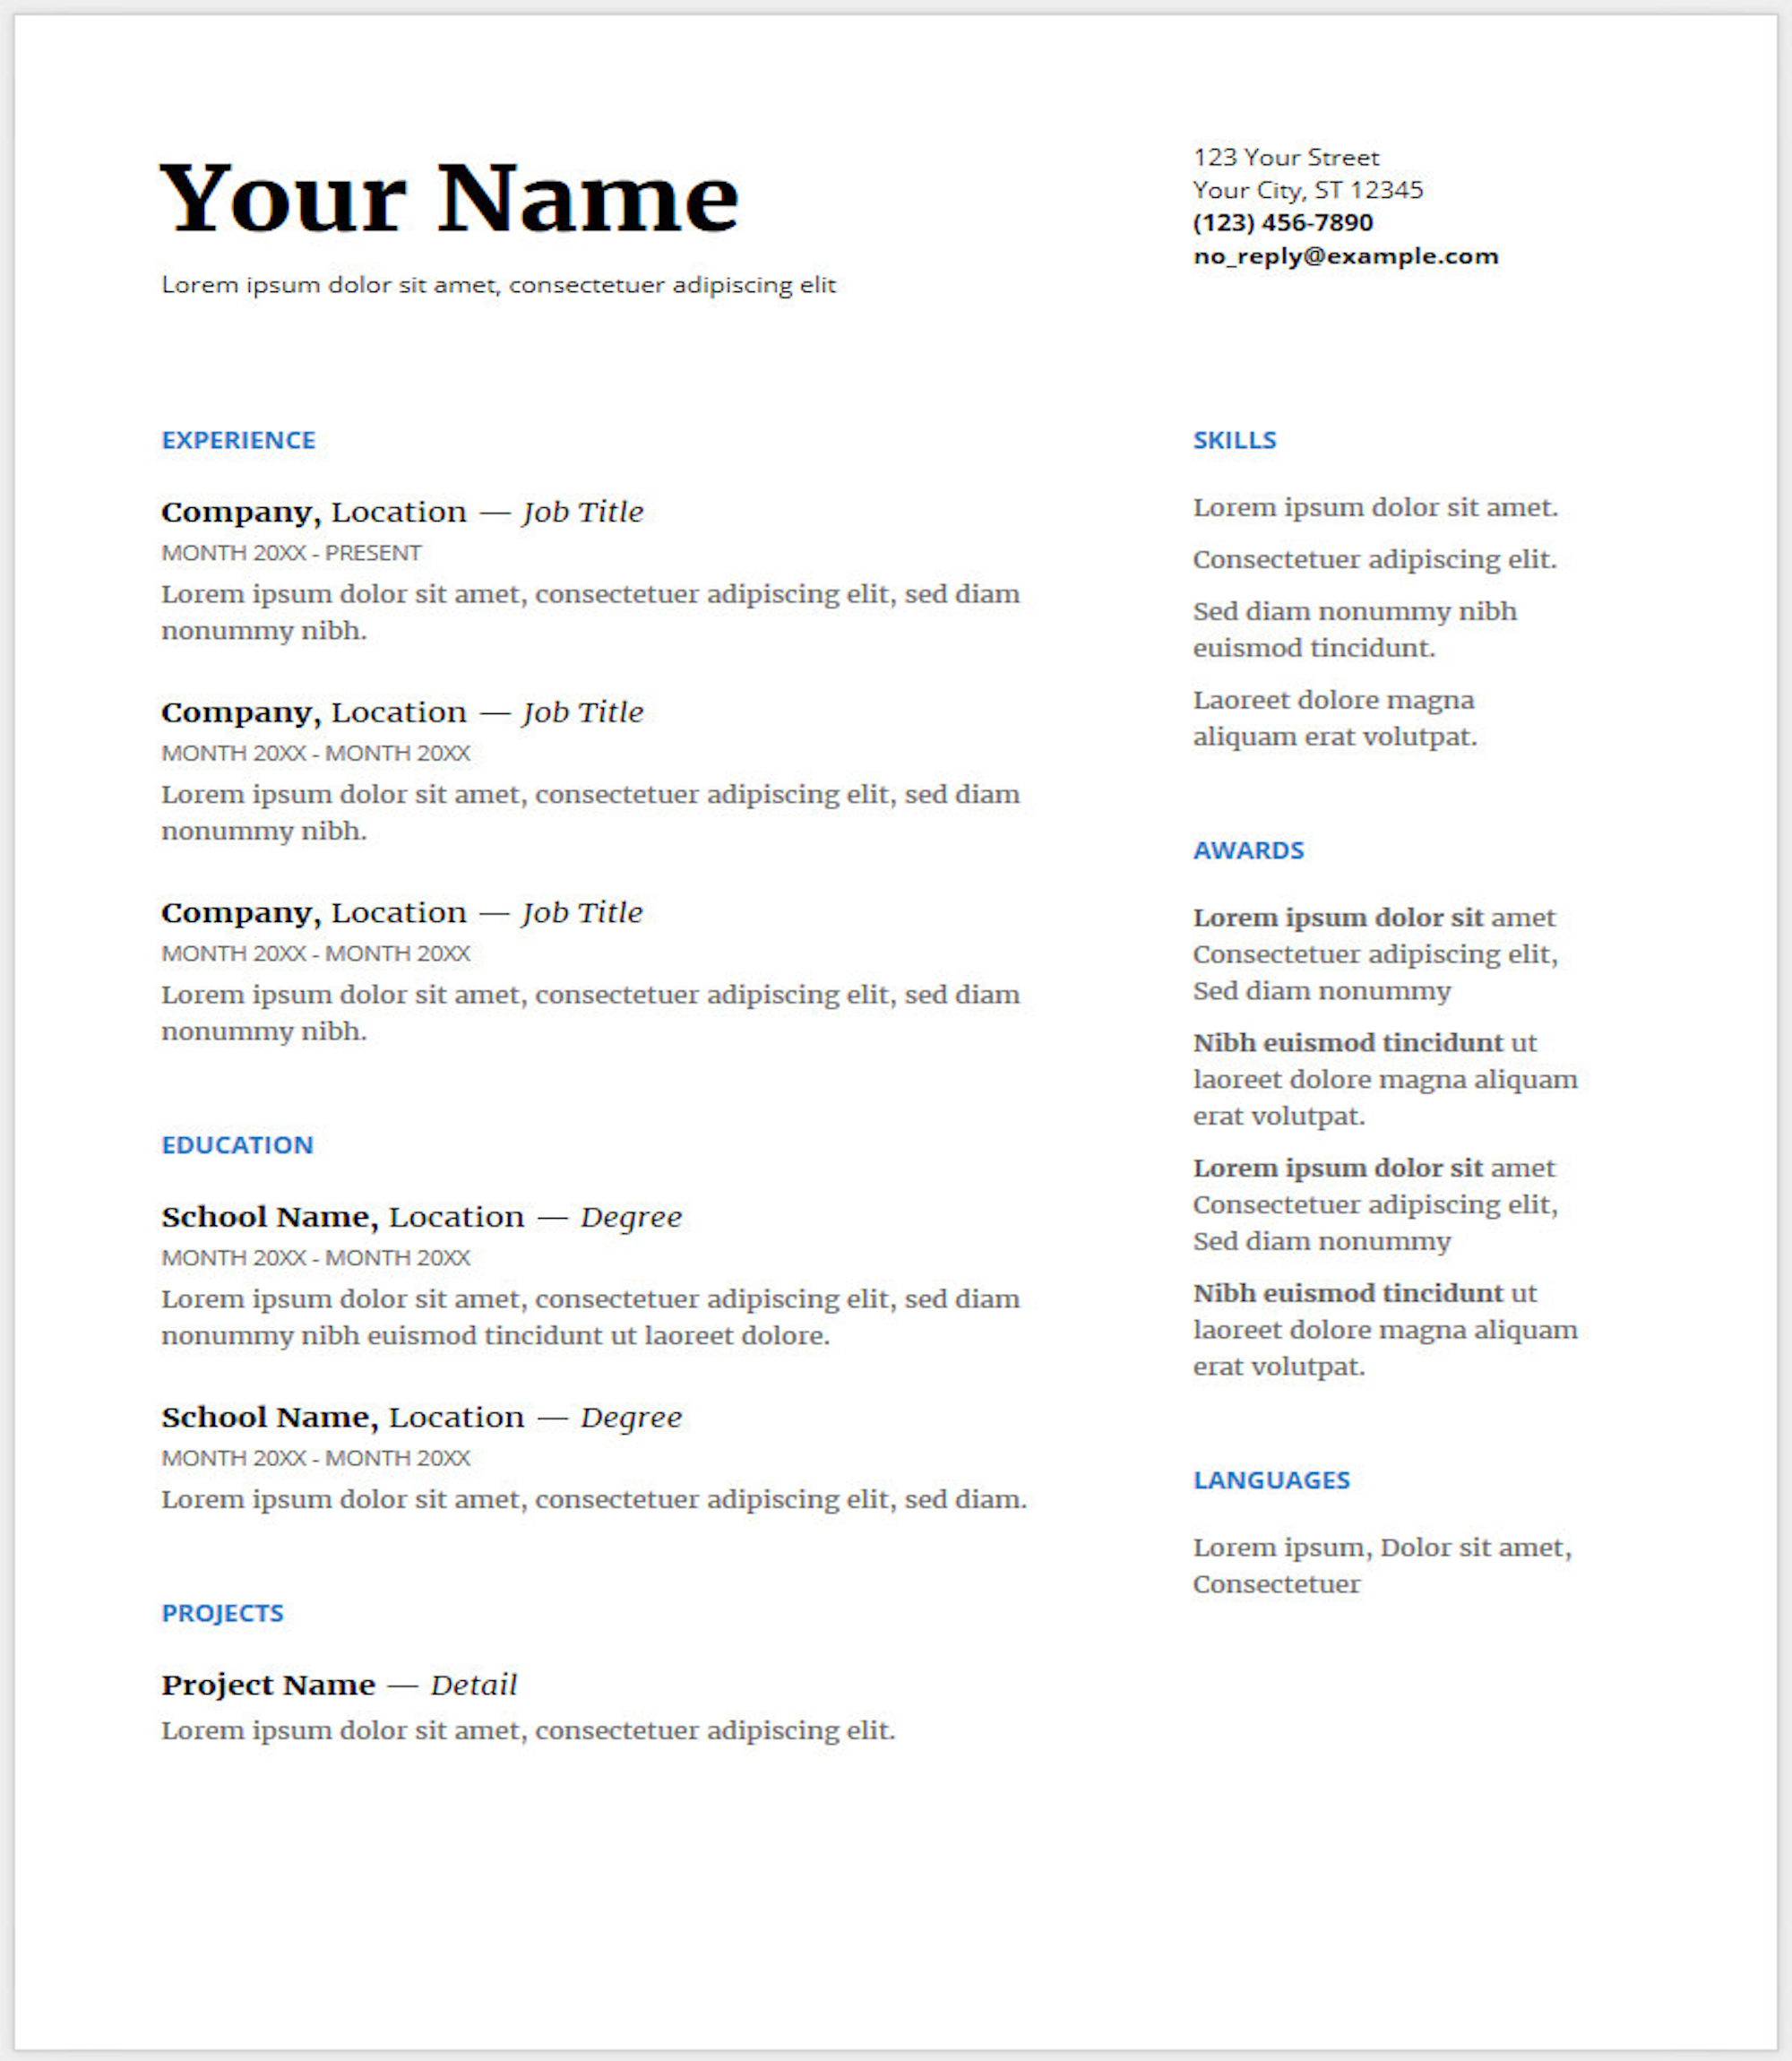 Your Name
Lorem ipsum dolor sit amet, consectetuer adipiscing elit
123 Your Street
Your City, ST 12345
(123) 456-7890
no_reply@example.com
EXPERIENCE
Company, Location — Job Title
MONTH 20XX - PRESENT
Lorem ipsum dolor sit amet, consectetuer adipiscing elit, sed diam
nonummy nibh.
Company, Location — Job Title
MONTH 20XX - MONTH 20XX
Lorem ipsum dolor sit amet, consectetuer adipiscing elit, sed diam
nonummy nibh.
Company, Location — Job Title
MONTH 20XX - MONTH 20XX
Lorem ipsum dolor sit amet, consectetuer adipiscing elit, sed diam
nonummy nibh.
EDUCATION
School Name, Location — Degree
MONTH 20XX - MONTH 20XX
Lorem ipsum dolor sit amet, consectetuer adipiscing elit, sed diam
nonummy nibh euismod tincidunt ut laoreet dolore.
School Name, Location — Degree
MONTH 20XX - MONTH 20XX
Lorem ipsum dolor sit amet, consectetuer adipiscing elit, sed diam.
PROJECTS
Project Name — Detail
Lorem ipsum dolor sit amet, consectetuer adipiscing elit.
SKILLS
Lorem ipsum dolor sit amet.
Consectetuer adipiscing elit.
Sed diam nonummy nibh
euismod tincidunt.
Laoreet dolore magna
aliquam erat volutpat.
AWARDS
Lorem ipsum dolor sit amet
Consectetuer adipiscing elit,
Sed diam nonummy
Nibh euismod tincidunt ut
laoreet dolore magna aliquam
erat volutpat.
Lorem ipsum dolor sit amet
Consectetuer adipiscing elit,
Sed diam nonummy
Nibh euismod tincidunt ut
laoreet dolore magna aliquam
erat volutpat.
LANGUAGES
Lorem ipsum, Dolor sit amet,
Consectetuer